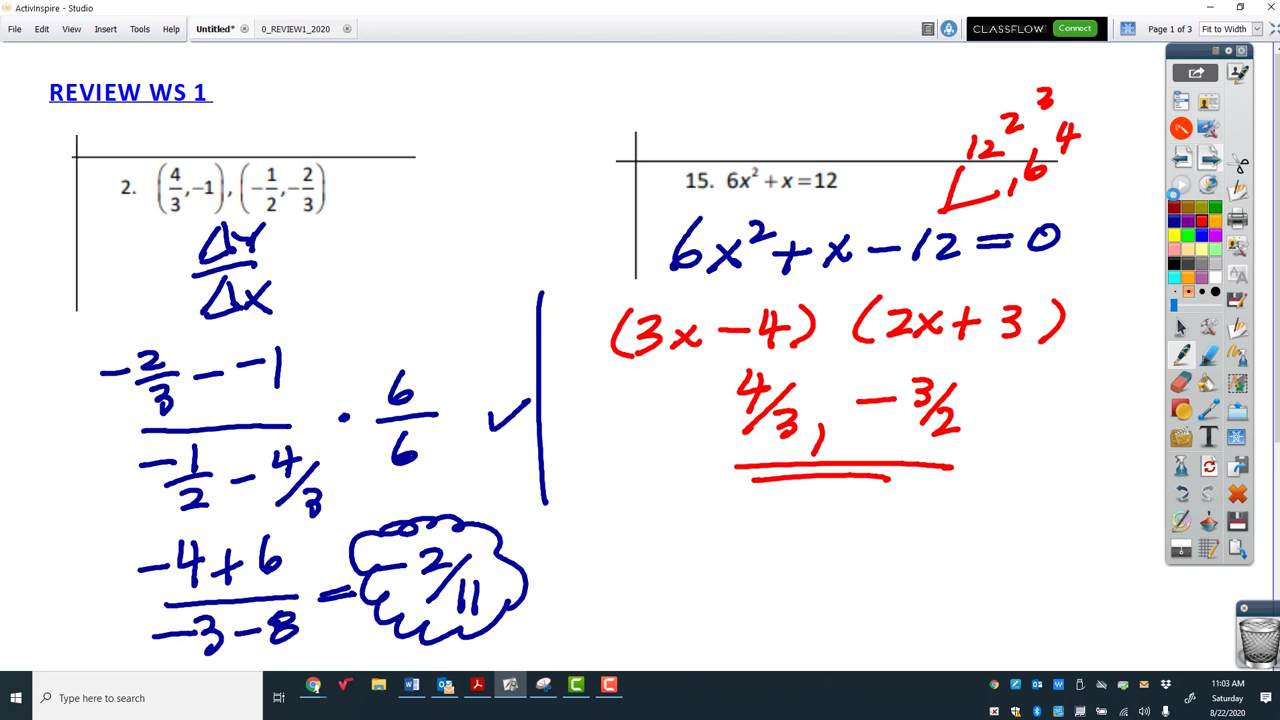 ActivInspire - Studio
File Edit View Insert Tools Help Untitled* 0_REVIEW1_2020 CLASSFLOW Connect Page 1 of 3 Fit to Width
REVIEW WS 1
2. (4/3, -1), (-1/2, -2/3)
ΔY/ΔX
-2/3 - -1
-1/2 - 4/3
· 6/6 ✓
-4+6
-3-8
= -2/11
15. 6x² + x = 12
12 2 3
1 6 4
6x² + x - 12 = 0
(3x - 4) (2x + 3)
4/3, -3/2
Type here to search
11:03 AM
Saturday
8/22/2020